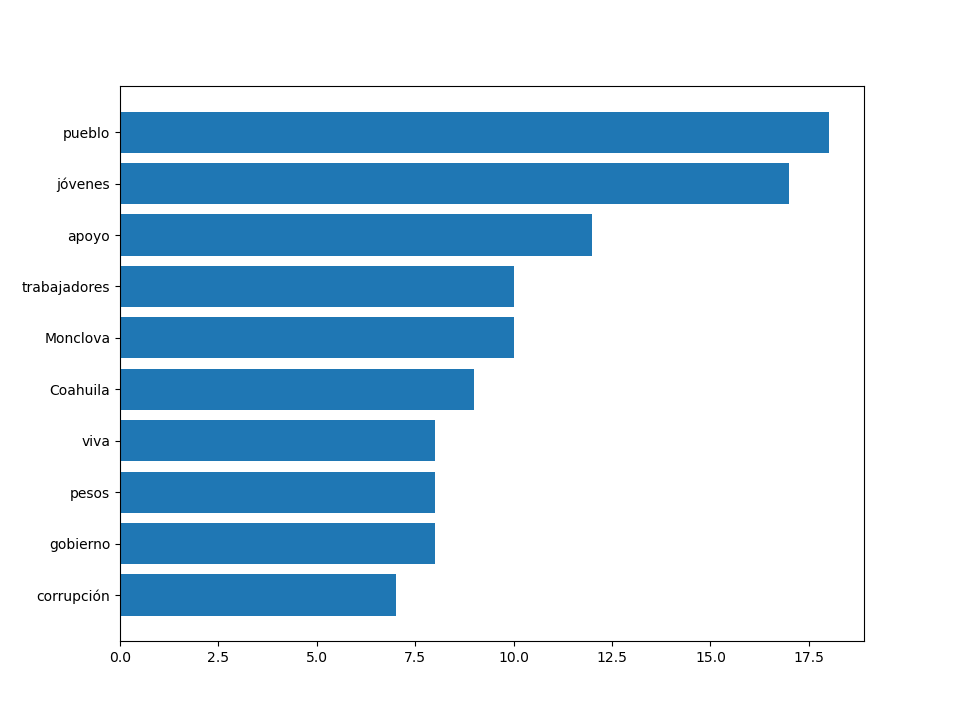 pueblo
jóvenes
apoyo
trabajadores
Monclova
Coahuila
viva
pesos
gobierno
corrupción
0.0 2.5 5.0 7.5 10.0 12.5 15.0 17.5